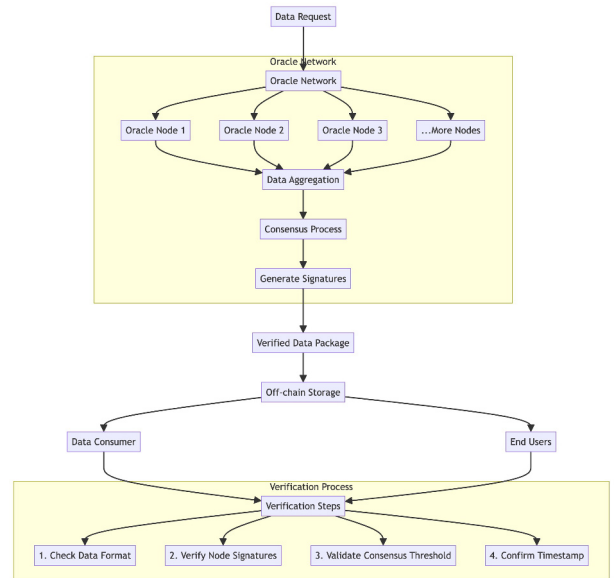 Data Request
Oracle Network
Oracle Network
Oracle Node 1
Oracle Node 2
Oracle Node 3
...More Nodes
Data Aggregation
Consensus Process
Generate Signatures
Verified Data Package
Off-chain Storage
Data Consumer
End Users
Verification Process
Verification Steps
1. Check Data Format
2. Verify Node Signatures
3. Validate Consensus Threshold
4. Confirm Timestamp